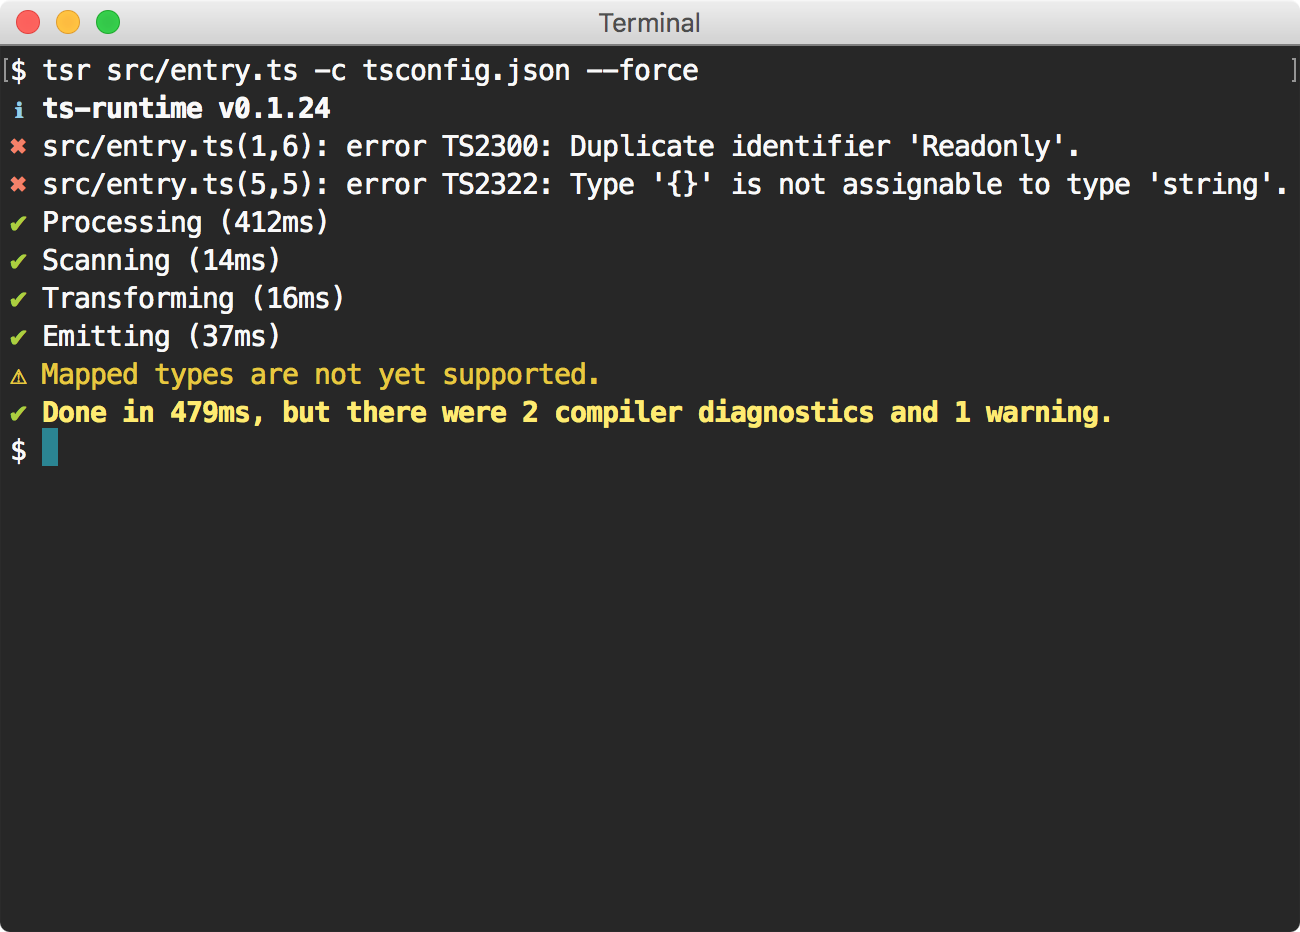 Terminal
$ tsr src/entry.ts -c tsconfig.json --force
ℹ ts-runtime v0.1.24
✖ src/entry.ts(1,6): error TS2300: Duplicate identifier 'Readonly'.
✖ src/entry.ts(5,5): error TS2322: Type '{}' is not assignable to type 'string'.
✔ Processing (412ms)
✔ Scanning (14ms)
✔ Transforming (16ms)
✔ Emitting (37ms)
⚠ Mapped types are not yet supported.
✔ Done in 479ms, but there were 2 compiler diagnostics and 1 warning.
$